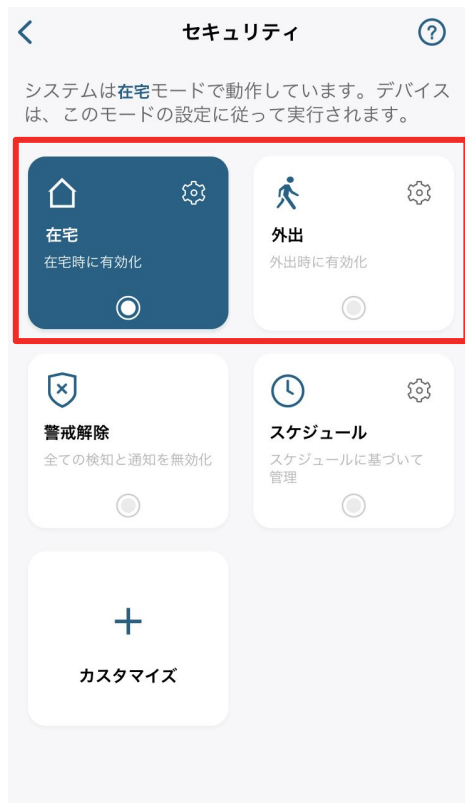 セキュリティ
?
システムは在宅モードで動作しています。デバイス
は、このモードの設定に従って実行されます。
在宅
在宅時に有効化
外出
外出時に有効化
警戒解除
全ての検知と通知を無効化
スケジュール
スケジュールに基づいて
管理
カスタマイズ